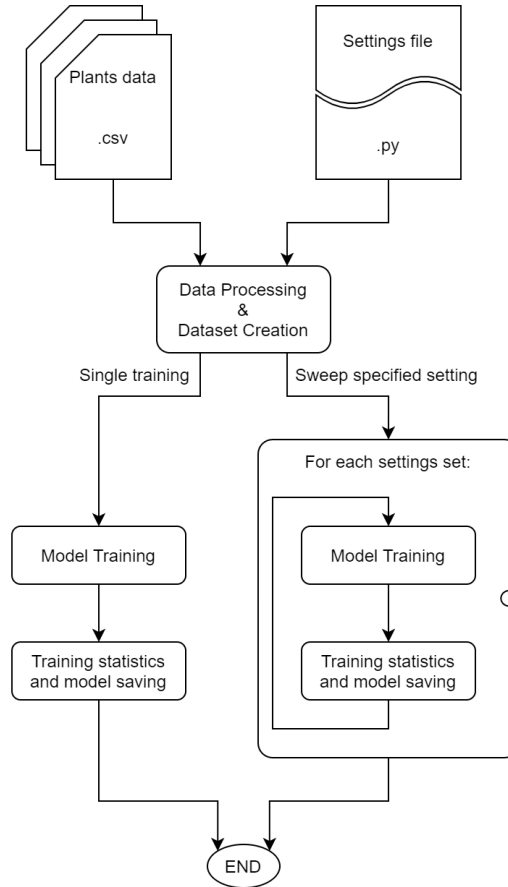 Plants data
.csv
Settings file
.py
Data Processing
&
Dataset Creation
Single training
Sweep specified setting
For each settings set:
Model Training
Training statistics
and model saving
Model Training
Training statistics
and model saving
END